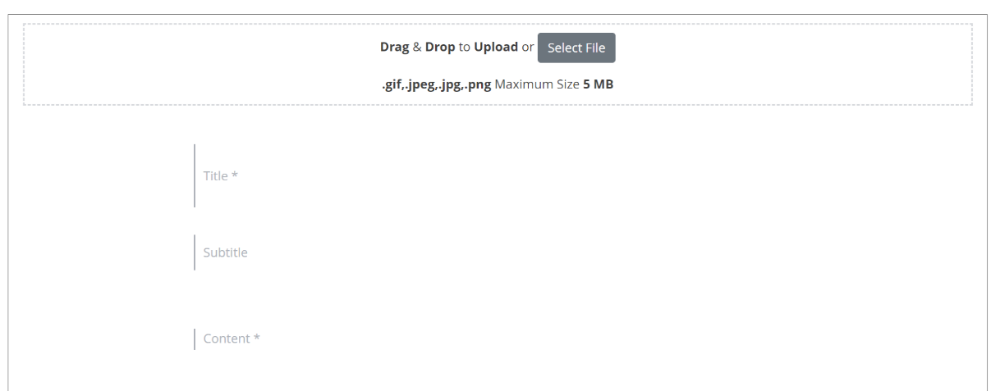 Drag & Drop to Upload or Select File
.gif,.jpeg,.jpg,.png Maximum Size 5 MB
Title *
Subtitle
Content *